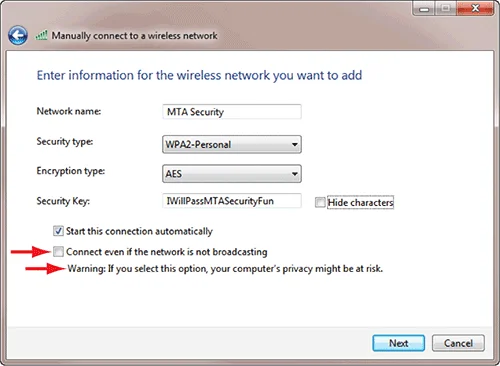 Manually connect to a wireless network
Enter information for the wireless network you want to add
Network name: MTA Security
Security type: WPA2-Personal
Encryption type: AES
Security Key: IWillPassMTASecurityFun Hide characters
Start this connection automatically
Connect even if the network is not broadcasting
Warning: If you select this option, your computer's privacy might be at risk.
Next Cancel